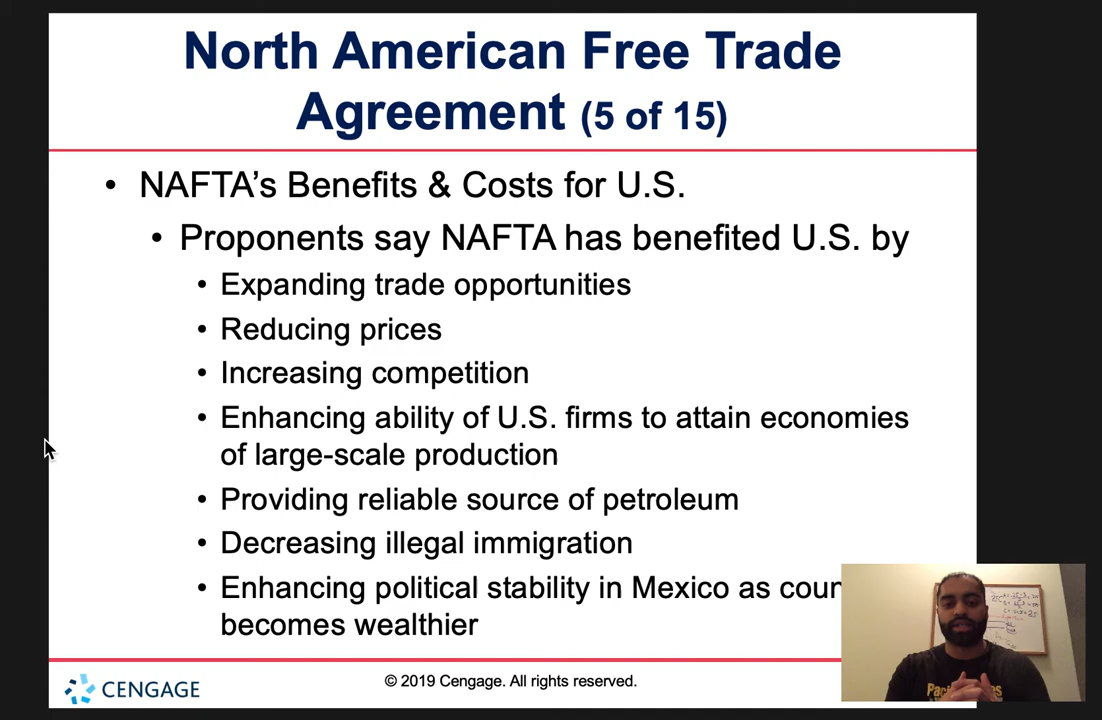 North American Free Trade
Agreement (5 of 15)
• NAFTA's Benefits & Costs for U.S.
• Proponents say NAFTA has benefited U.S. by
• Expanding trade opportunities
• Reducing prices
• Increasing competition
• Enhancing ability of U.S. firms to attain economies
of large-scale production
• Providing reliable source of petroleum
• Decreasing illegal immigration
• Enhancing political stability in Mexico as coun
becomes wealthier
CENGAGE
© 2019 Cengage. All rights reserved.